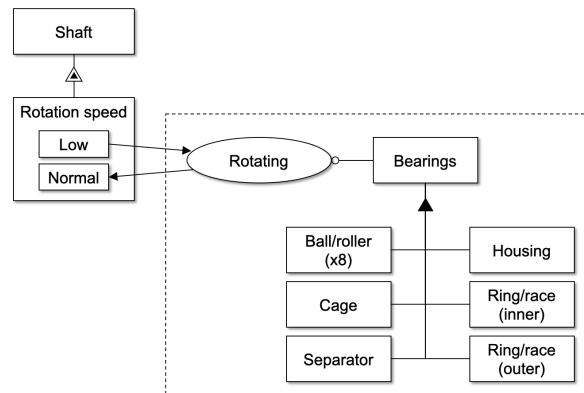 Shaft
Rotation speed
Low
Normal
Rotating
Bearings
Ball/roller
(x8)
Housing
Cage
Ring/race
(inner)
Separator
Ring/race
(outer)